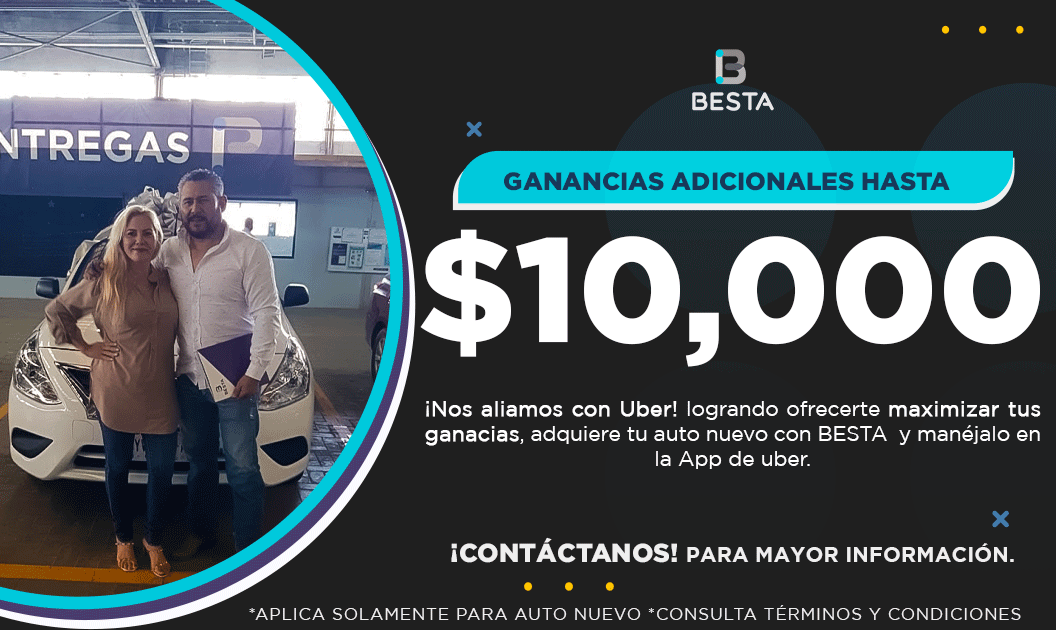 NTREGAS
BESTA
GANANCIAS ADICIONALES HASTA
$10,000
¡Nos aliamos con Uber! logrando ofrecerte maximizar tus
ganacias, adquiere tu auto nuevo con BESTA y manéjalo en
la App de uber.
¡CONTÁCTANOS! PARA MAYOR INFORMACIÓN.
*APLICA SOLAMENTE PARA AUTO NUEVO *CONSULTA TÉRMINOS Y CONDICIONES